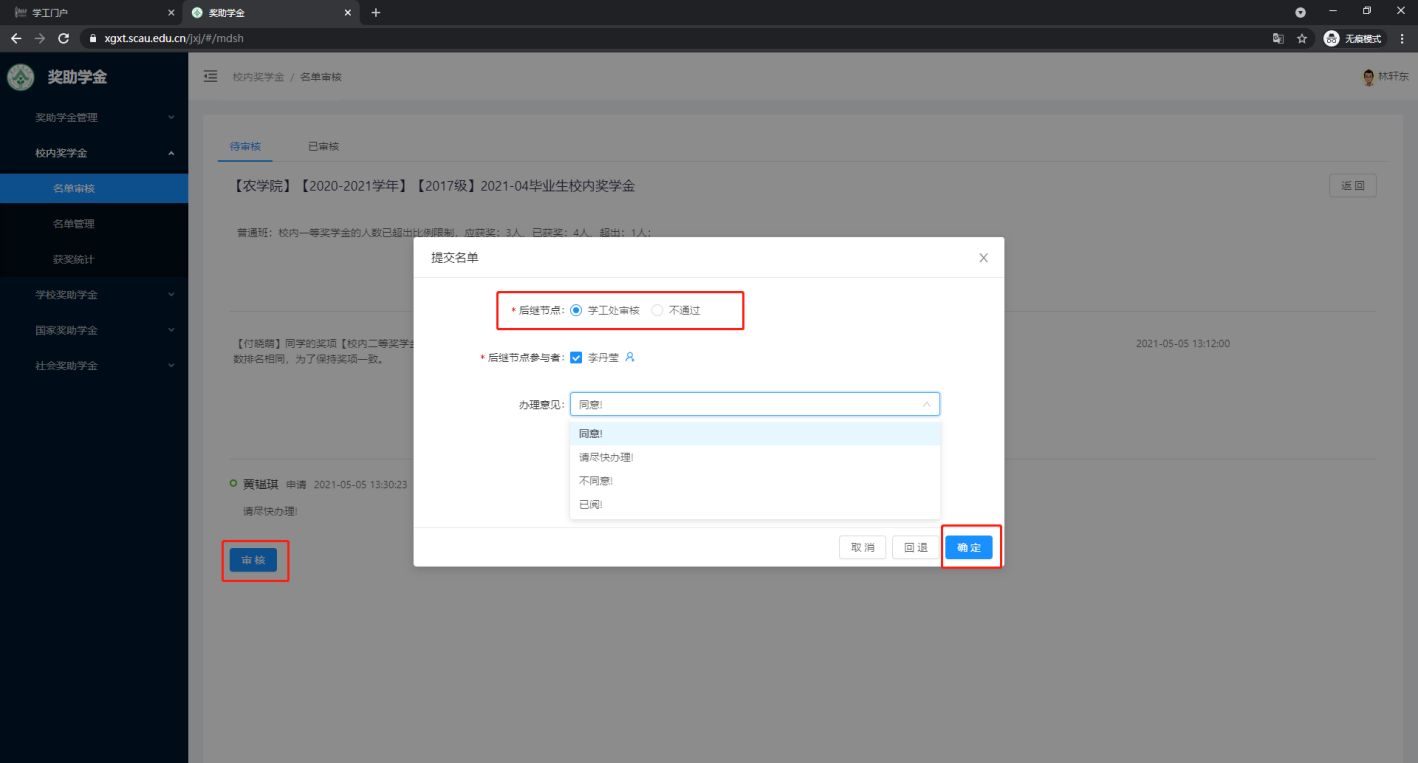 学工门户
奖助学金
xgxt.scau.edu.cn/jxj/#/mdsh
无痕模式
奖助学金
校内奖学金 / 名单审核
林轩东
奖助学金管理
校内奖学金
名单审核
名单管理
获奖统计
学校奖助学金
国家奖助学金
社会奖助学金
待审核
已审核
【农学院】【2020-2021学年】【2017级】2021-04毕业生校内奖学金
返回
普通班：校内一等奖学金的人数已超出比例限制，应获奖：3人，已获奖：4人，超出：1人；
提交名单
* 后继节点： 学工处审核 不通过
【付晓萌】同学的奖项【校内二等奖学金
2021-05-05 13:12:00
数排名相同，为了保持奖项一致。
* 后继节点参与者： 李丹莹
办理意见： 同意!
同意!
请尽快办理!
不同意!
已阅!
黄韫琪 申请 2021-05-05 13:30:23
请尽快办理!
取消
回退
确定
审核